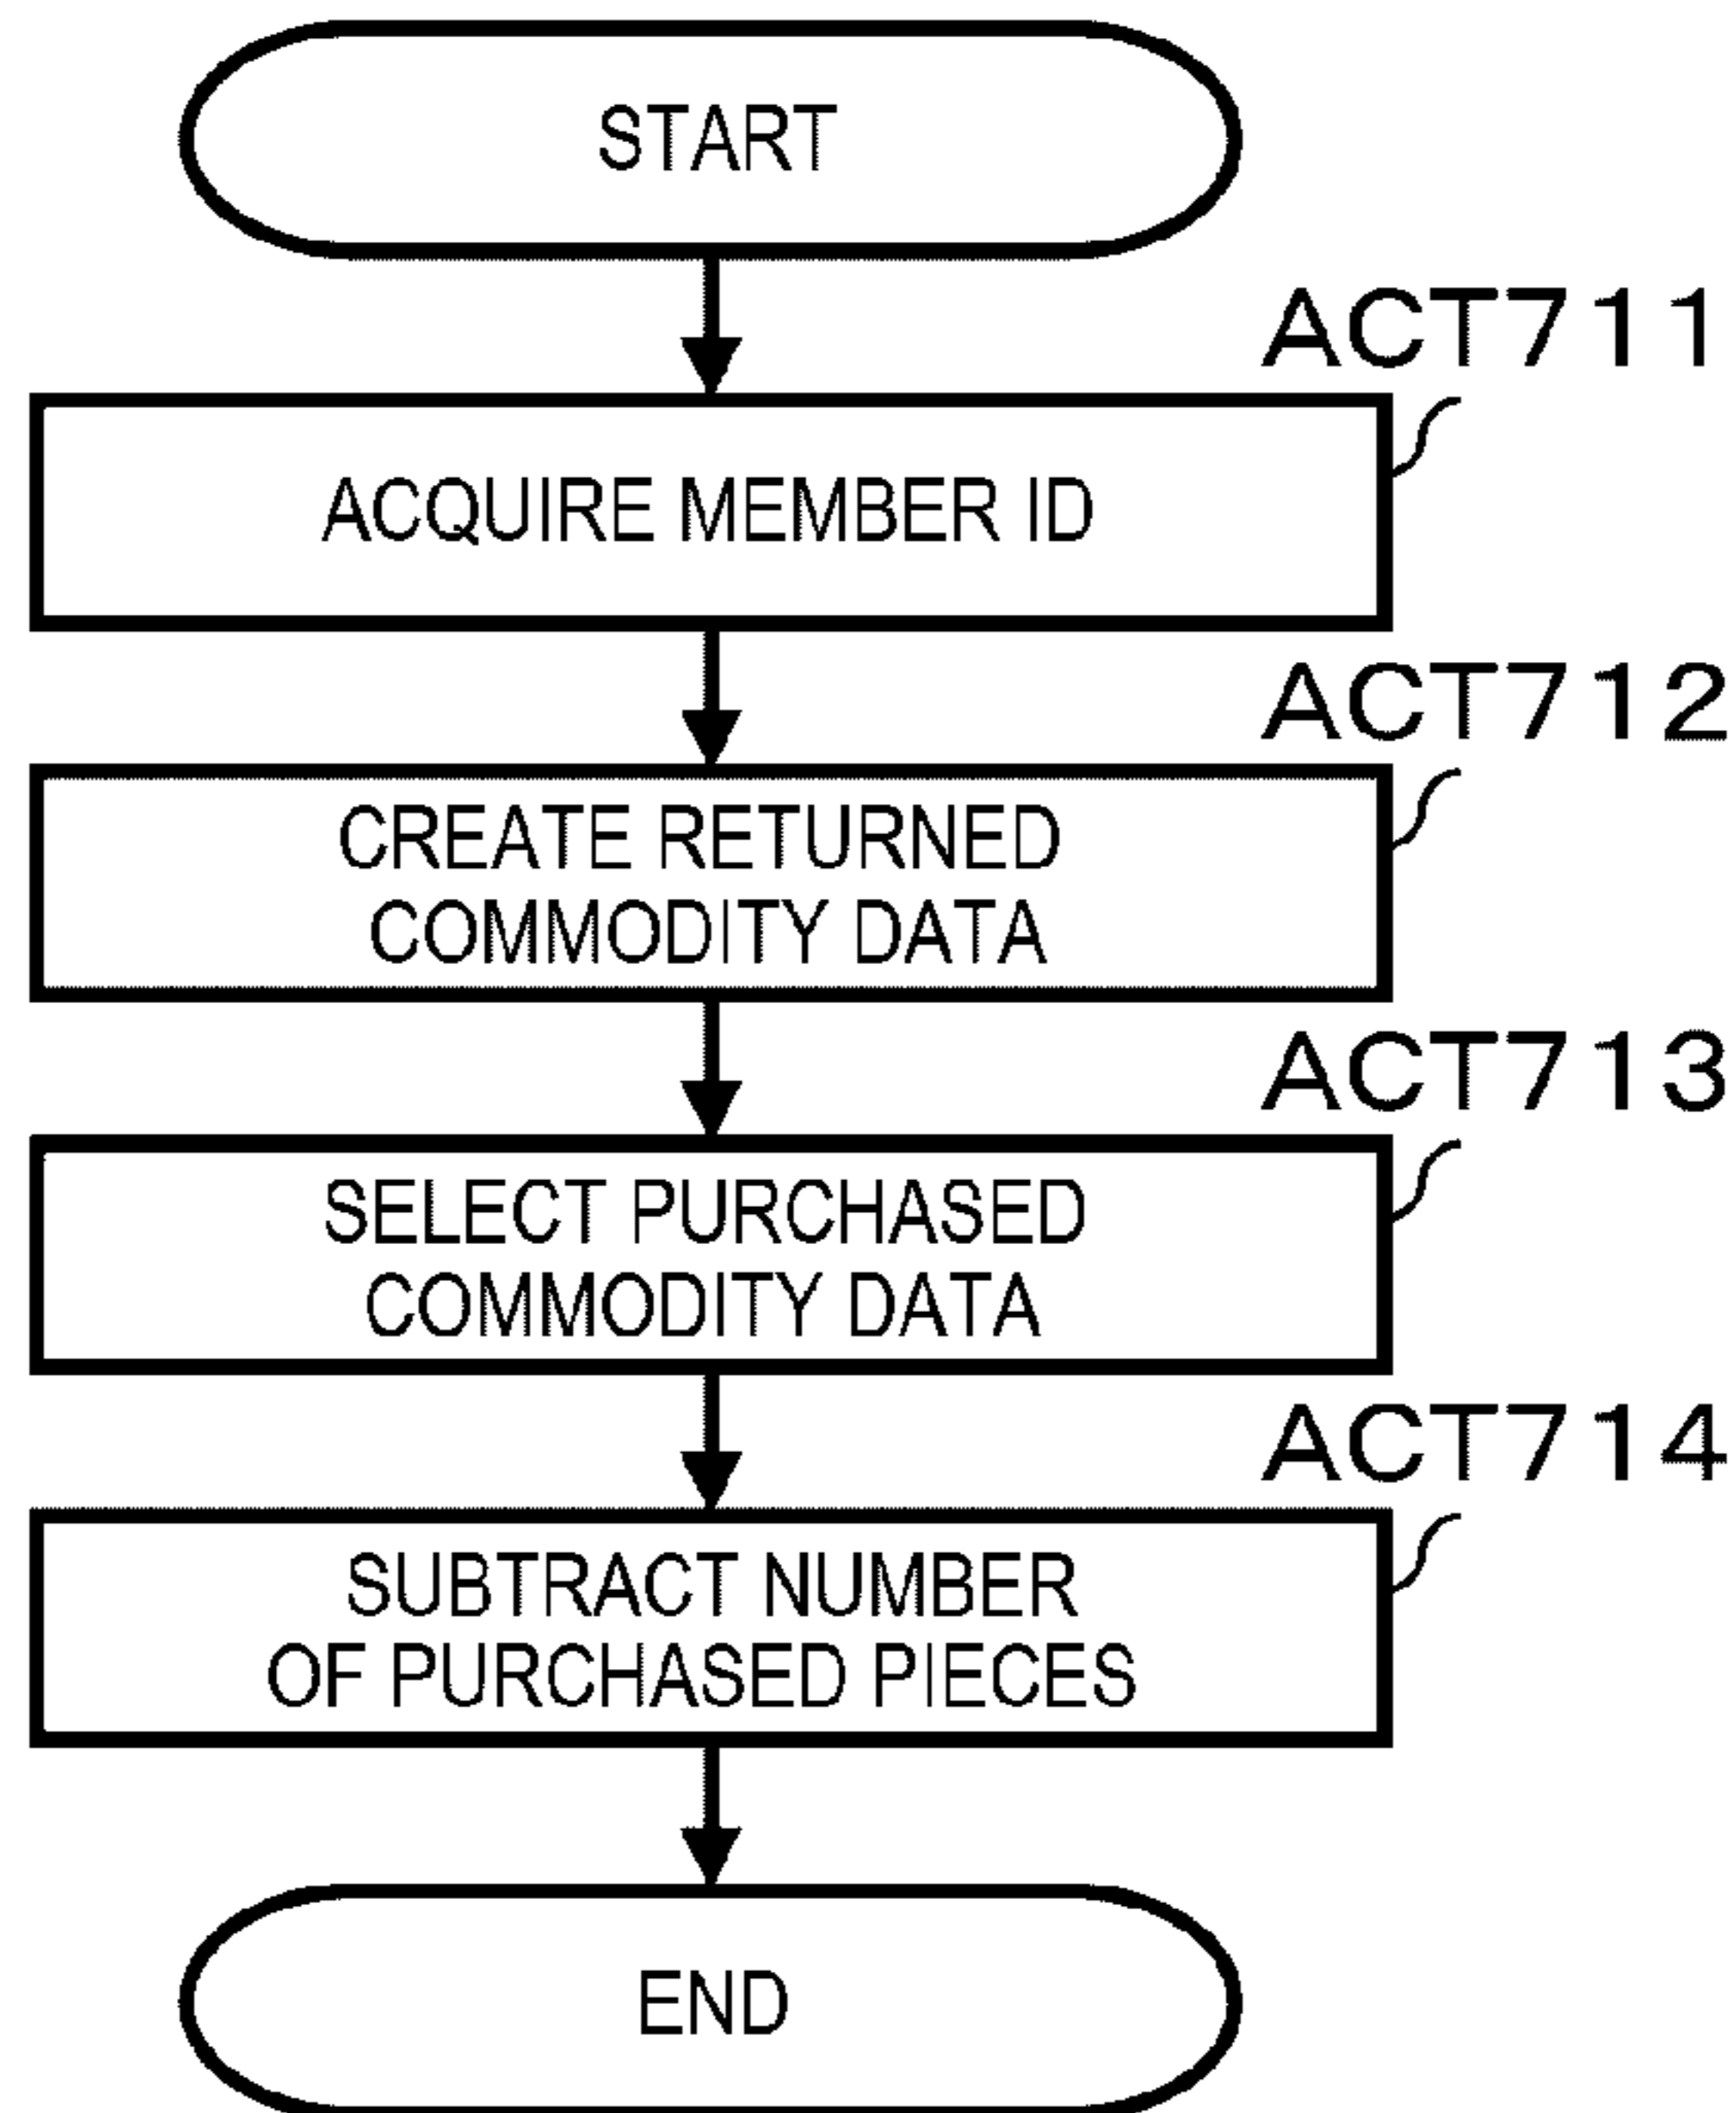 START
ACT711
ACQUIRE MEMBER ID
ACT712
CREATE RETURNED
COMMODITY DATA
ACT713
SELECT PURCHASED
COMMODITY DATA
ACT714
SUBTRACT NUMBER
OF PURCHASED PIECES
END